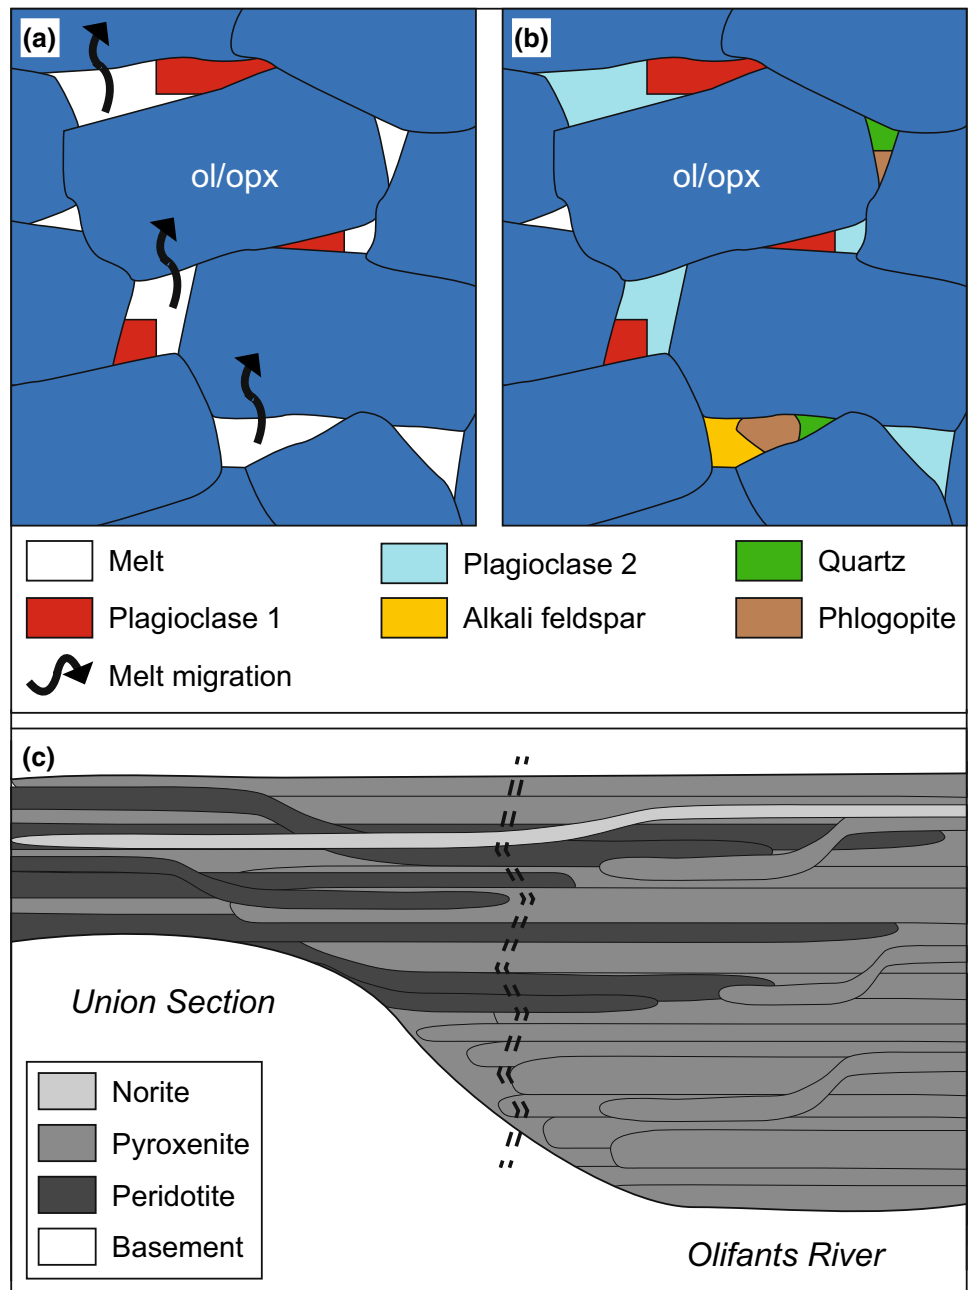 (a)
(b)
ol/opx
ol/opx
Melt
Plagioclase 2
Quartz
Plagioclase 1
Alkali feldspar
Phlogopite
Melt migration
(c)
Union Section
Norite
Pyroxenite
Peridotite
Basement
Olifants River